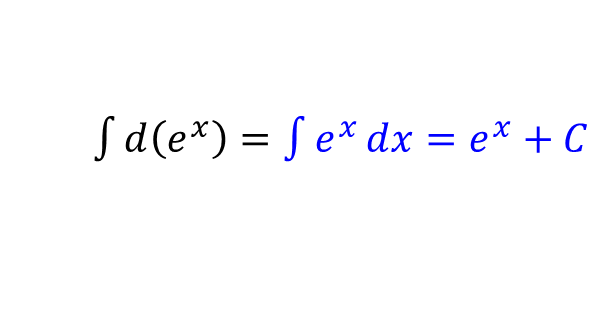 ∫ d(eˣ) = ∫ eˣ dx = eˣ + C